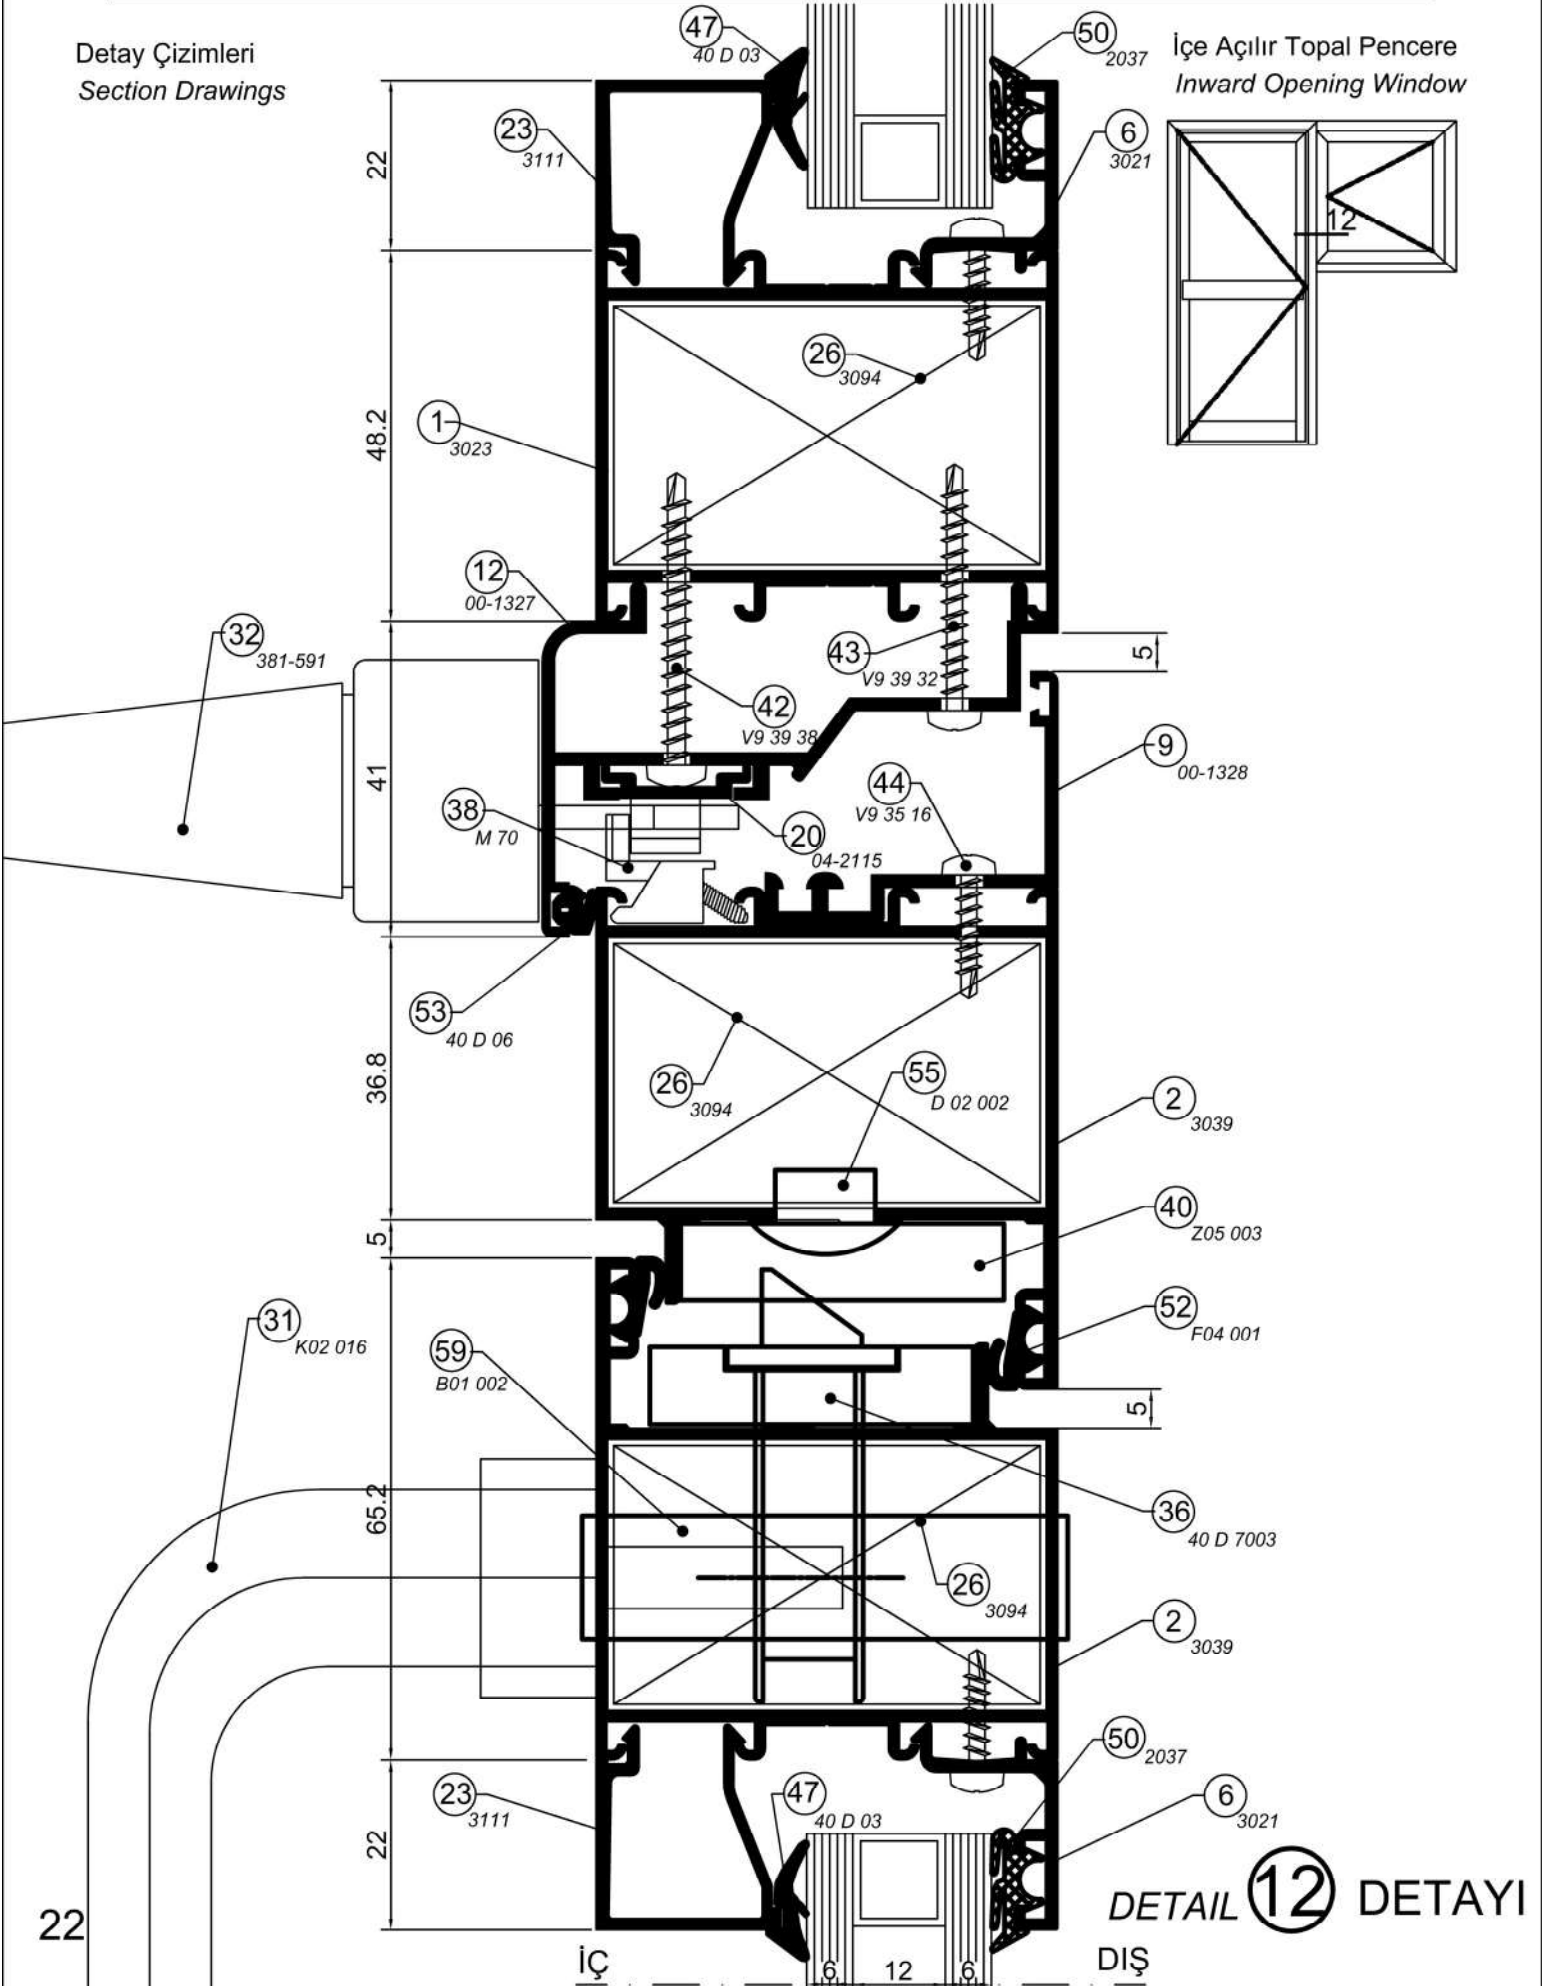 Detay Çizimleri
Section Drawings
47
40 D 03
50
2037
İçe Açılır Topal Pencere
Inward Opening Window
23
3111
6
3021
22
12
26
3094
1
3023
48.2
12
00-1327
32
381-591
43
V9 39 32
5
42
V9 39 38
9
00-1328
41
44
V9 35 16
38
M 70
20
04-2115
53
40 D 06
36.8
26
3094
55
D 02 002
2
3039
40
Z05 003
5
31
K02 016
52
F04 001
59
B01 002
5
65.2
36
40 D 7003
26
3094
2
3039
50
2037
23
3111
47
40 D 03
6
3021
22
DETAIL 12 DETAYI
22
İÇ
6
12
6
DIŞ